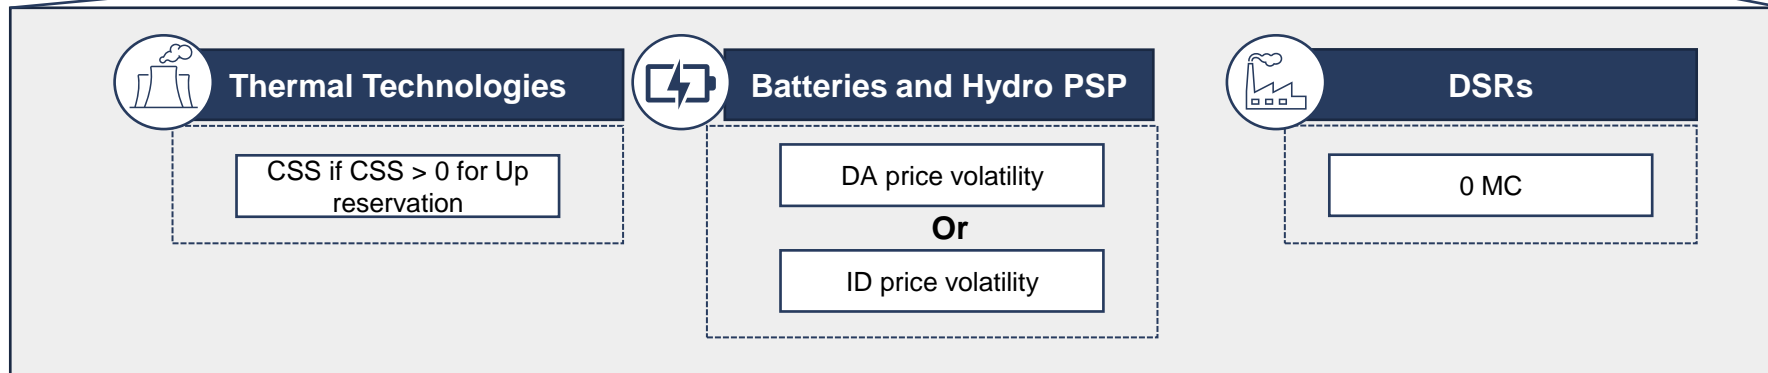 Thermal Technologies
CSS if CSS > 0 for Up
reservation
Batteries and Hydro PSP
DA price volatility
Or
ID price volatility
DSRs
0 MC